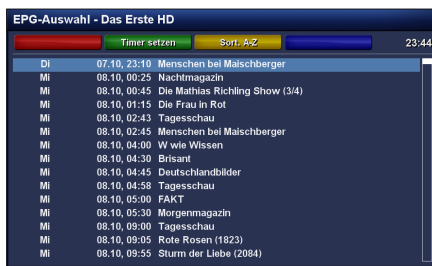 EPG-Auswahl - Das Erste HD
Timer setzen Sort. A-Z 23:44
Di 07.10, 23:10 Menschen bei Maischberger
Mi 08.10, 00:25 Nachtmagazin
Mi 08.10, 00:45 Die Mathias Richling Show (3/4)
Mi 08.10, 01:15 Die Frau in Rot
Mi 08.10, 02:43 Tagesschau
Mi 08.10, 02:45 Menschen bei Maischberger
Mi 08.10, 04:00 W wie Wissen
Mi 08.10, 04:30 Brisant
Mi 08.10, 04:45 Deutschlandbilder
Mi 08.10, 04:58 Tagesschau
Mi 08.10, 05:00 FAKT
Mi 08.10, 05:30 Morgenmagazin
Mi 08.10, 09:00 Tagesschau
Mi 08.10, 09:05 Rote Rosen (1823)
Mi 08.10, 09:55 Sturm der Liebe (2084)